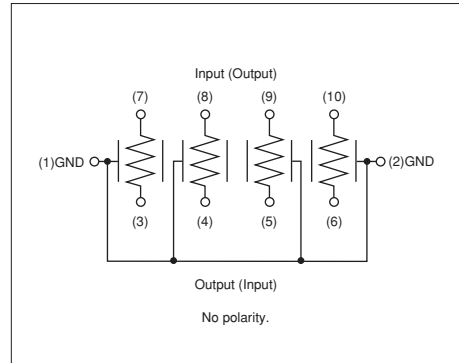 Input (Output)
(7) (8) (9) (10)
(1)GND (2)GND
(3) (4) (5) (6)
Output (Input)
No polarity.